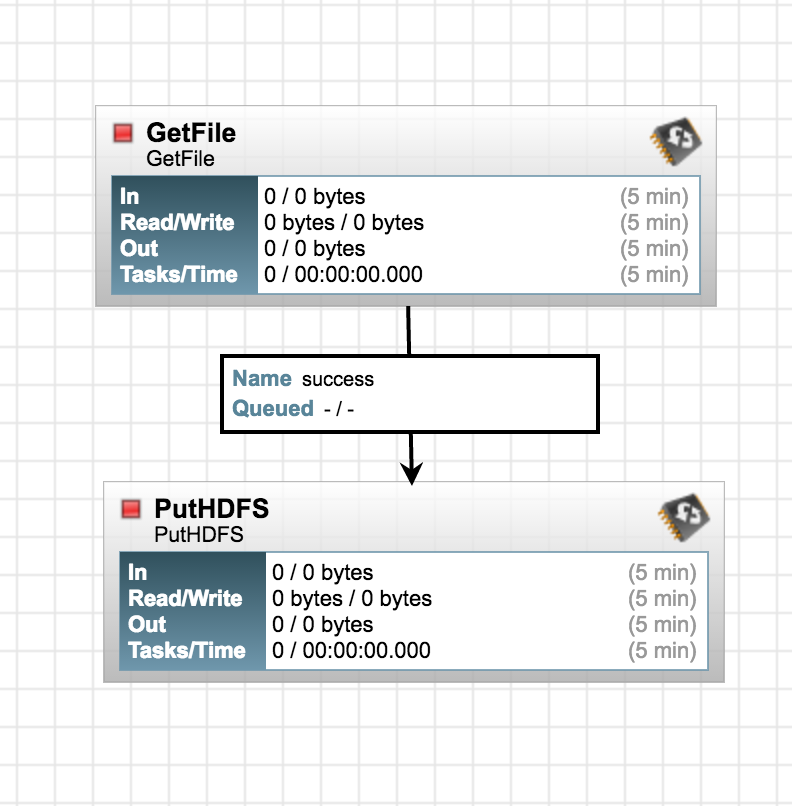 GetFile
GetFile
In 0 / 0 bytes (5 min)
Read/Write 0 bytes / 0 bytes (5 min)
Out 0 / 0 bytes (5 min)
Tasks/Time 0 / 00:00:00.000 (5 min)
Name success
Queued - / -
PutHDFS
PutHDFS
In 0 / 0 bytes (5 min)
Read/Write 0 bytes / 0 bytes (5 min)
Out 0 / 0 bytes (5 min)
Tasks/Time 0 / 00:00:00.000 (5 min)